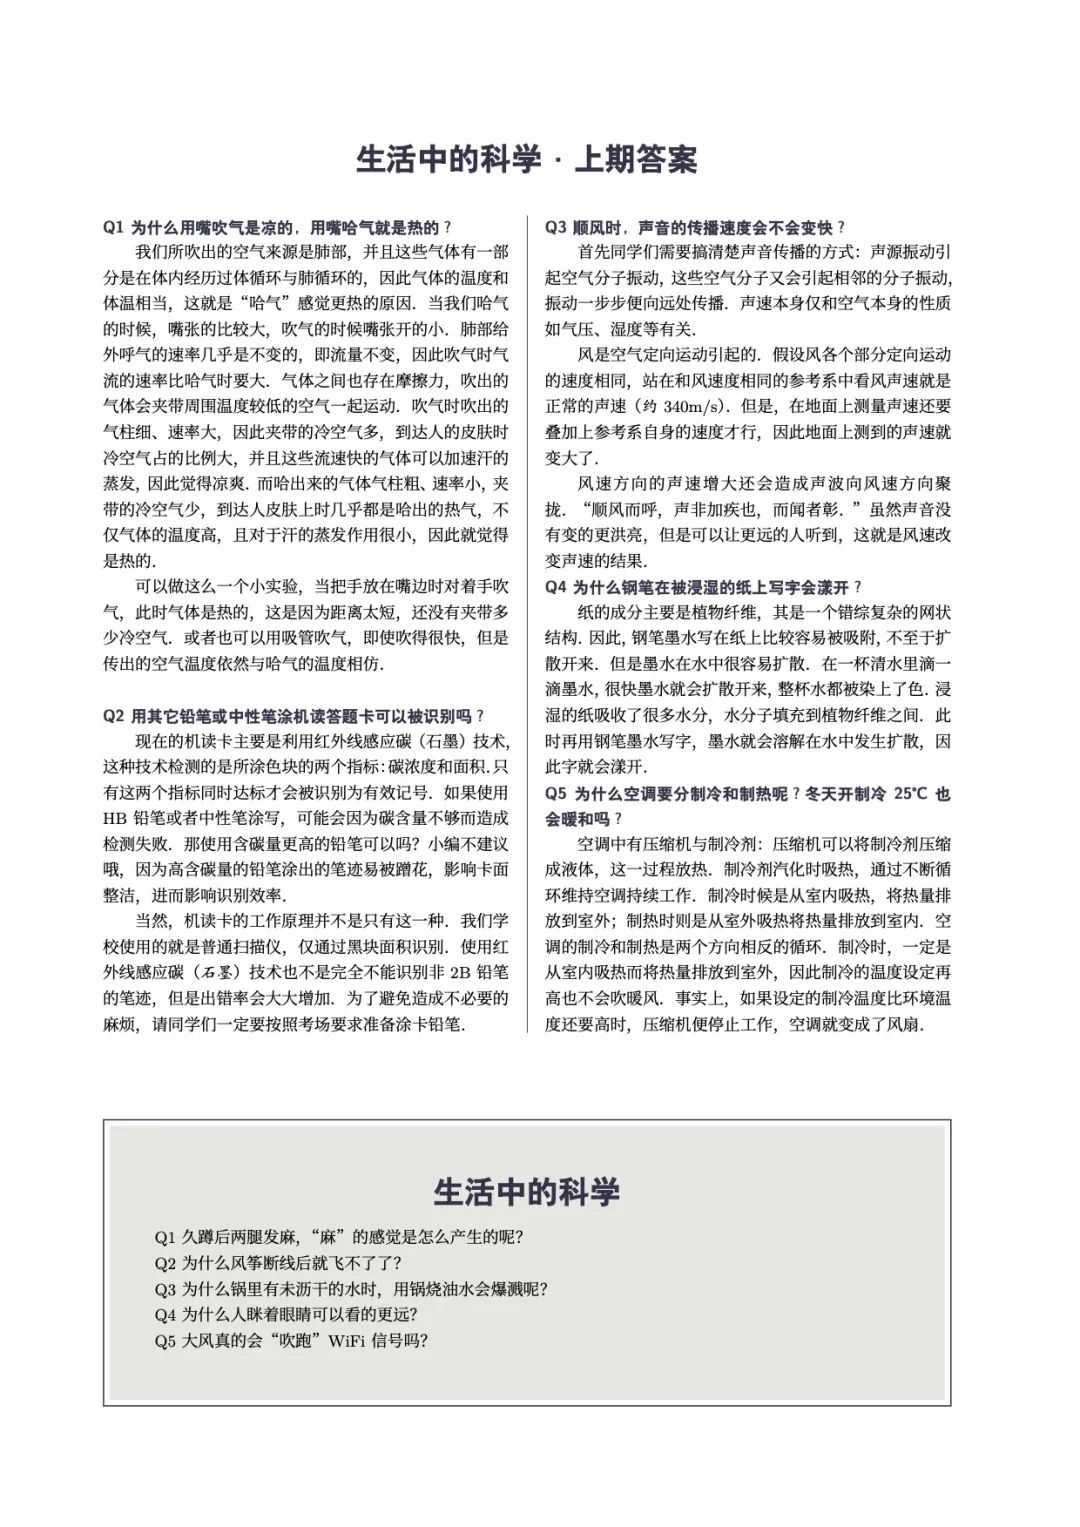 生活中的科学 · 上期答案
Q1 为什么用嘴吹气是凉的，用嘴哈气就是热的？
我们所吹出的空气来源是肺部，并且这些气体有一部
分是在体内经历过体循环与肺循环的，因此气体的温度和
体温相当，这就是“哈气”感觉更热的原因．当我们哈气
的时候，嘴张的比较大，吹气的时候嘴张开的小．肺部给
外呼气的速率几乎是不变的，即流量不变，因此吹气时气
流的速率比哈气时要大．气体之间也存在摩擦力，吹出的
气体会夹带周围温度较低的空气一起运动．吹气时吹出的
气柱细、速率大，因此夹带的冷空气多，到达人的皮肤时
冷空气占的比例大，并且这些流速快的气体可以加速汗的
蒸发，因此觉得凉爽．而哈出来的气体气柱粗、速率小，夹
带的冷空气少，到达人皮肤上时几乎都是哈出的热气，不
仅气体的温度高，且对于汗的蒸发作用很小，因此就觉得
是热的．
可以做这么一个小实验，当把手放在嘴边时对着手吹
气，此时气体是热的，这是因为距离太短，还没有夹带多
少冷空气．或者也可以用吸管吹气，即使吹得很快，但是
传出的空气温度依然与哈气的温度相仿．
Q2 用其它铅笔或中性笔涂机读答题卡可以被识别吗？
现在的机读卡主要是利用红外线感应碳（石墨）技术，
这种技术检测的是所涂色块的两个指标：碳浓度和面积．只
有这两个指标同时达标才会被识别为有效记号．如果使用
HB 铅笔或者中性笔涂写，可能会因为碳含量不够而造成
检测失败．那使用含碳量更高的铅笔可以吗？小编不建议
哦，因为高含碳量的铅笔涂出的笔迹易被蹭花，影响卡面
整洁，进而影响识别效率．
当然，机读卡的工作原理并不是只有这一种．我们学
校使用的就是普通扫描仪，仅通过黑块面积识别．使用红
外线感应碳（石墨）技术也不是完全不能识别非 2B 铅笔
的笔迹，但是出错率会大大增加．为了避免造成不必要的
麻烦，请同学们一定要按照考场要求准备涂卡铅笔．
Q3 顺风时，声音的传播速度会不会变快？
首先同学们需要搞清楚声音传播的方式：声源振动引
起空气分子振动，这些空气分子又会引起相邻的分子振动，
振动一步步便向远处传播．声速本身仅和空气本身的性质
如气压、湿度等有关．
风是空气定向运动引起的．假设风各个部分定向运动
的速度相同，站在和风速度相同的参考系中看风声速就是
正常的声速（约 340m/s）．但是，在地面上测量声速还要
叠加上参考系自身的速度才行，因此地面上测到的声速就
变大了．
风速方向的声速增大还会造成声波向风速方向聚
拢．“顺风而呼，声非加疾也，而闻者彰．”虽然声音没
有变的更洪亮，但是可以让更远的人听到，这就是风速改
变声速的结果．
Q4 为什么钢笔在被浸湿的纸上写字会漾开？
纸的成分主要是植物纤维，其是一个错综复杂的网状
结构．因此，钢笔墨水写在纸上比较容易被吸附，不至于扩
散开来．但是墨水在水中很容易扩散．在一杯清水里滴一
滴墨水，很快墨水就会扩散开来，整杯水都被染上了色．浸
湿的纸吸收了很多水分，水分子填充到植物纤维之间．此
时再用钢笔墨水写字，墨水就会溶解在水中发生扩散，因
此字就会漾开．
Q5 为什么空调要分制冷和制热呢？冬天开制冷 25℃ 也
会暖和吗？
空调中有压缩机与制冷剂：压缩机可以将制冷剂压缩
成液体，这一过程放热．制冷剂汽化时吸热，通过不断循
环维持空调持续工作．制冷时候是从室内吸热，将热量排
放到室外；制热时则是从室外吸热将热量排放到室内．空
调的制冷和制热是两个方向相反的循环．制冷时，一定是
从室内吸热而将热量排放到室外，因此制冷的温度设定再
高也不会吹暖风．事实上，如果设定的制冷温度比环境温
度还要高时，压缩机便停止工作，空调就变成了风扇．
生活中的科学
Q1 久蹲后两腿发麻，“麻”的感觉是怎么产生的呢？
Q2 为什么风筝断线后就飞不了了？
Q3 为什么锅里有未沥干的水时，用锅烧油水会爆溅呢？
Q4 为什么人眯着眼睛可以看的更远？
Q5 大风真的会“吹跑”WiFi 信号吗？